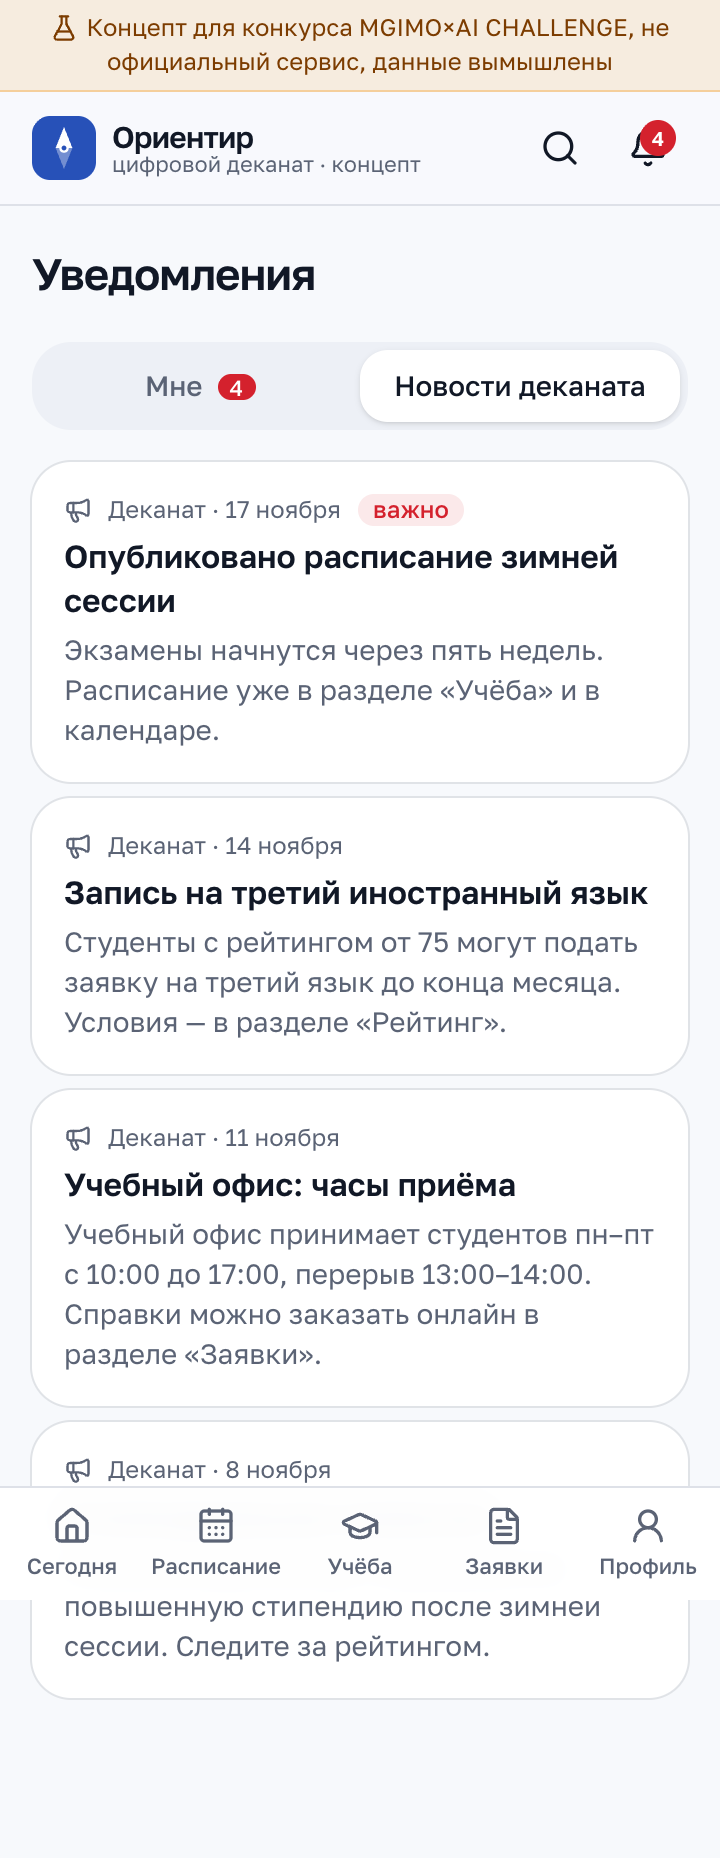 Концепт для конкурса MGIMO×AI CHALLENGE, не
официальный сервис, данные вымышлены
Ориентир
цифровой деканат · концепт
4
Уведомления
Мне 4
Новости деканата
Деканат · 17 ноября важно
Опубликовано расписание зимней
сессии
Экзамены начнутся через пять недель.
Расписание уже в разделе «Учёба» и в
календаре.
Деканат · 14 ноября
Запись на третий иностранный язык
Студенты с рейтингом от 75 могут подать
заявку на третий язык до конца месяца.
Условия — в разделе «Рейтинг».
Деканат · 11 ноября
Учебный офис: часы приёма
Учебный офис принимает студентов пн–пт
с 10:00 до 17:00, перерыв 13:00–14:00.
Справки можно заказать онлайн в
разделе «Заявки».
Деканат · 8 ноября
Сегодня
Расписание
Учёба
Заявки
Профиль
повышенную стипендию после зимней
сессии. Следите за рейтингом.